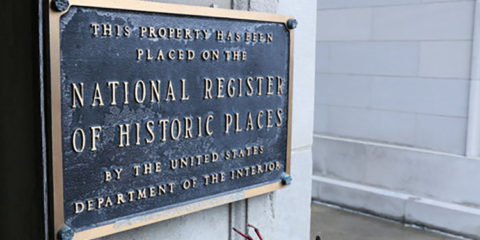 THIS PROPERTY HAS BEEN
PLACED ON THE
NATIONAL REGISTER
OF HISTORIC PLACES
BY THE UNITED STATES
DEPARTMENT OF THE INTERIOR